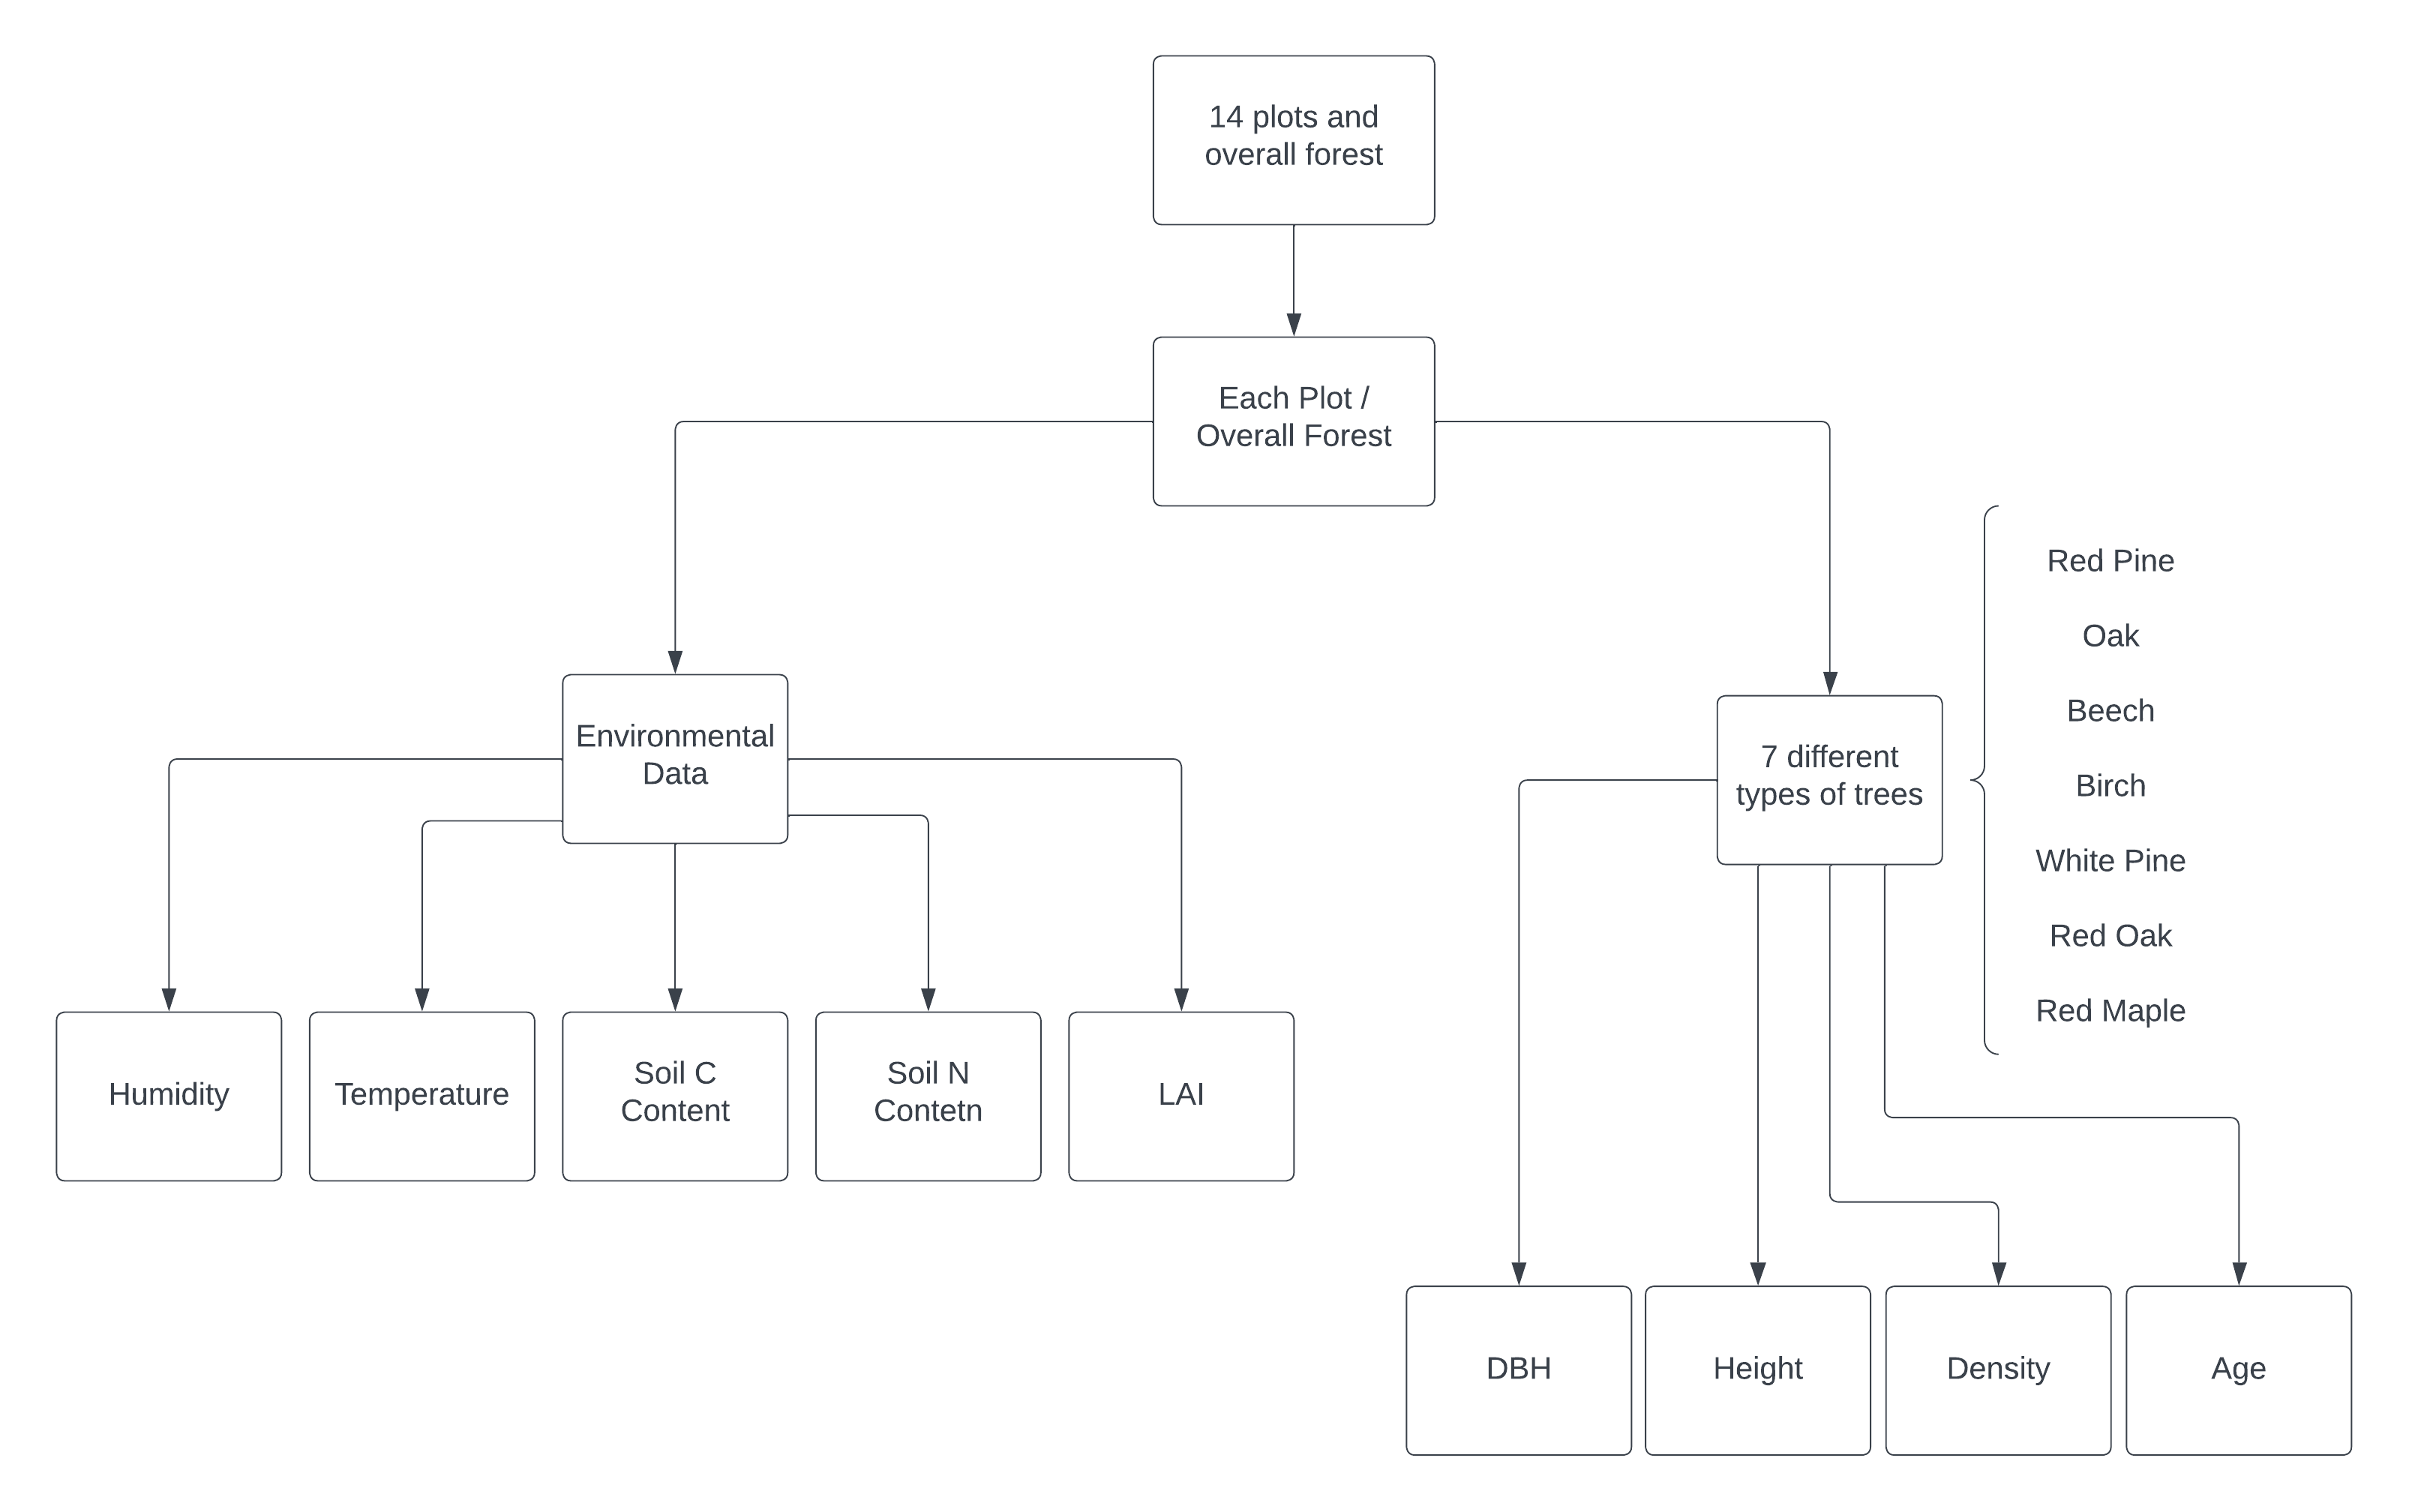 14 plots and
overall forest
Each Plot /
Overall Forest
Red Pine
Oak
Beech
Birch
White Pine
Red Oak
Red Maple
Environmental
Data
7 different
types of trees
Humidity
Temperature
Soil C
Content
Soil N
Contetn
LAI
DBH
Height
Density
Age